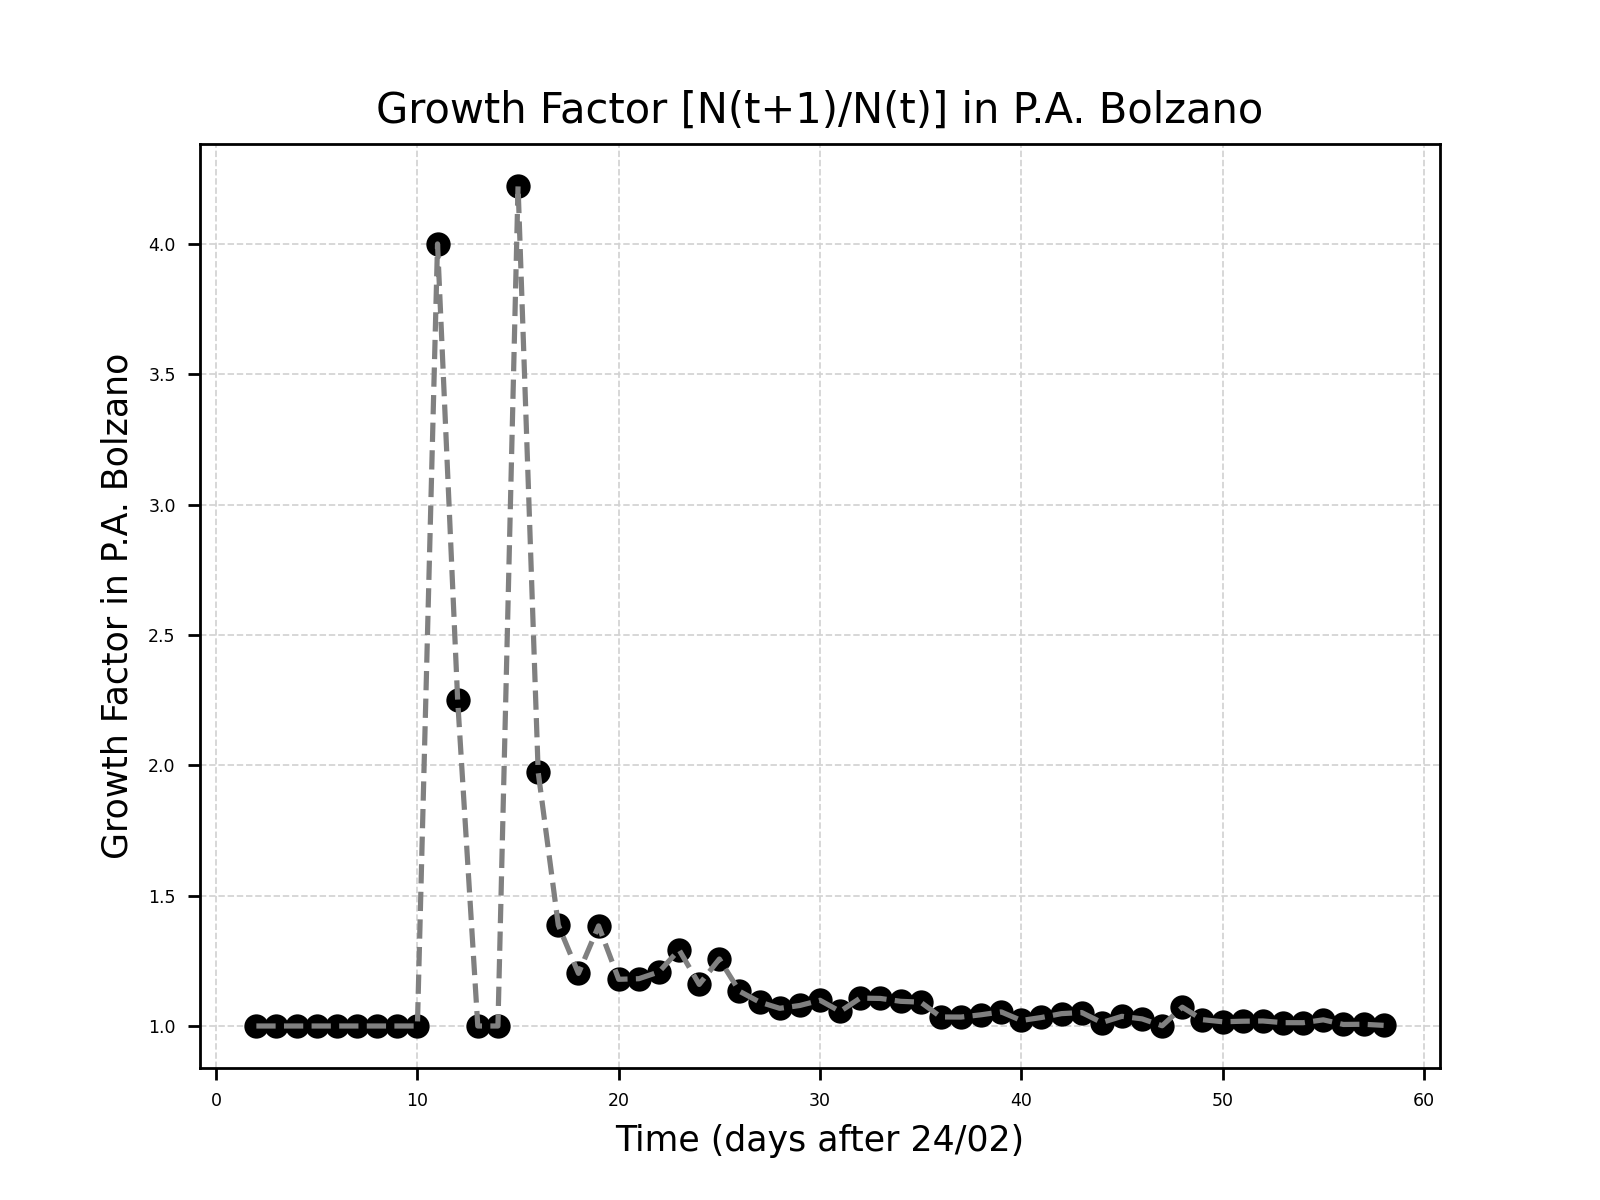 Growth Factor [N(t+1)/N(t)] in P.A. Bolzano
Growth Factor in P.A. Bolzano
4.0
3.5
3.0
2.5
2.0
1.5
1.0
0 10 20 30 40 50 60
Time (days after 24/02)